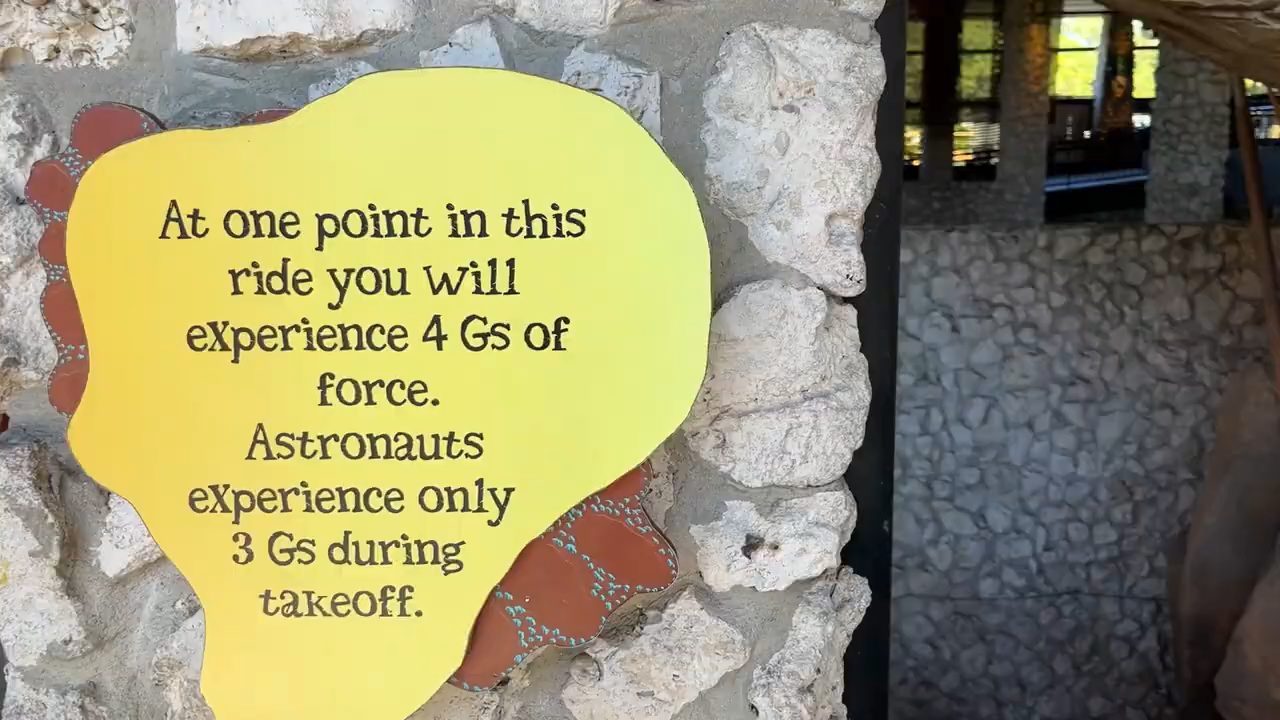 At one point in this
ride you will
experience 4 Gs of
force.
Astronauts
experience only
3 Gs during
takeoff.